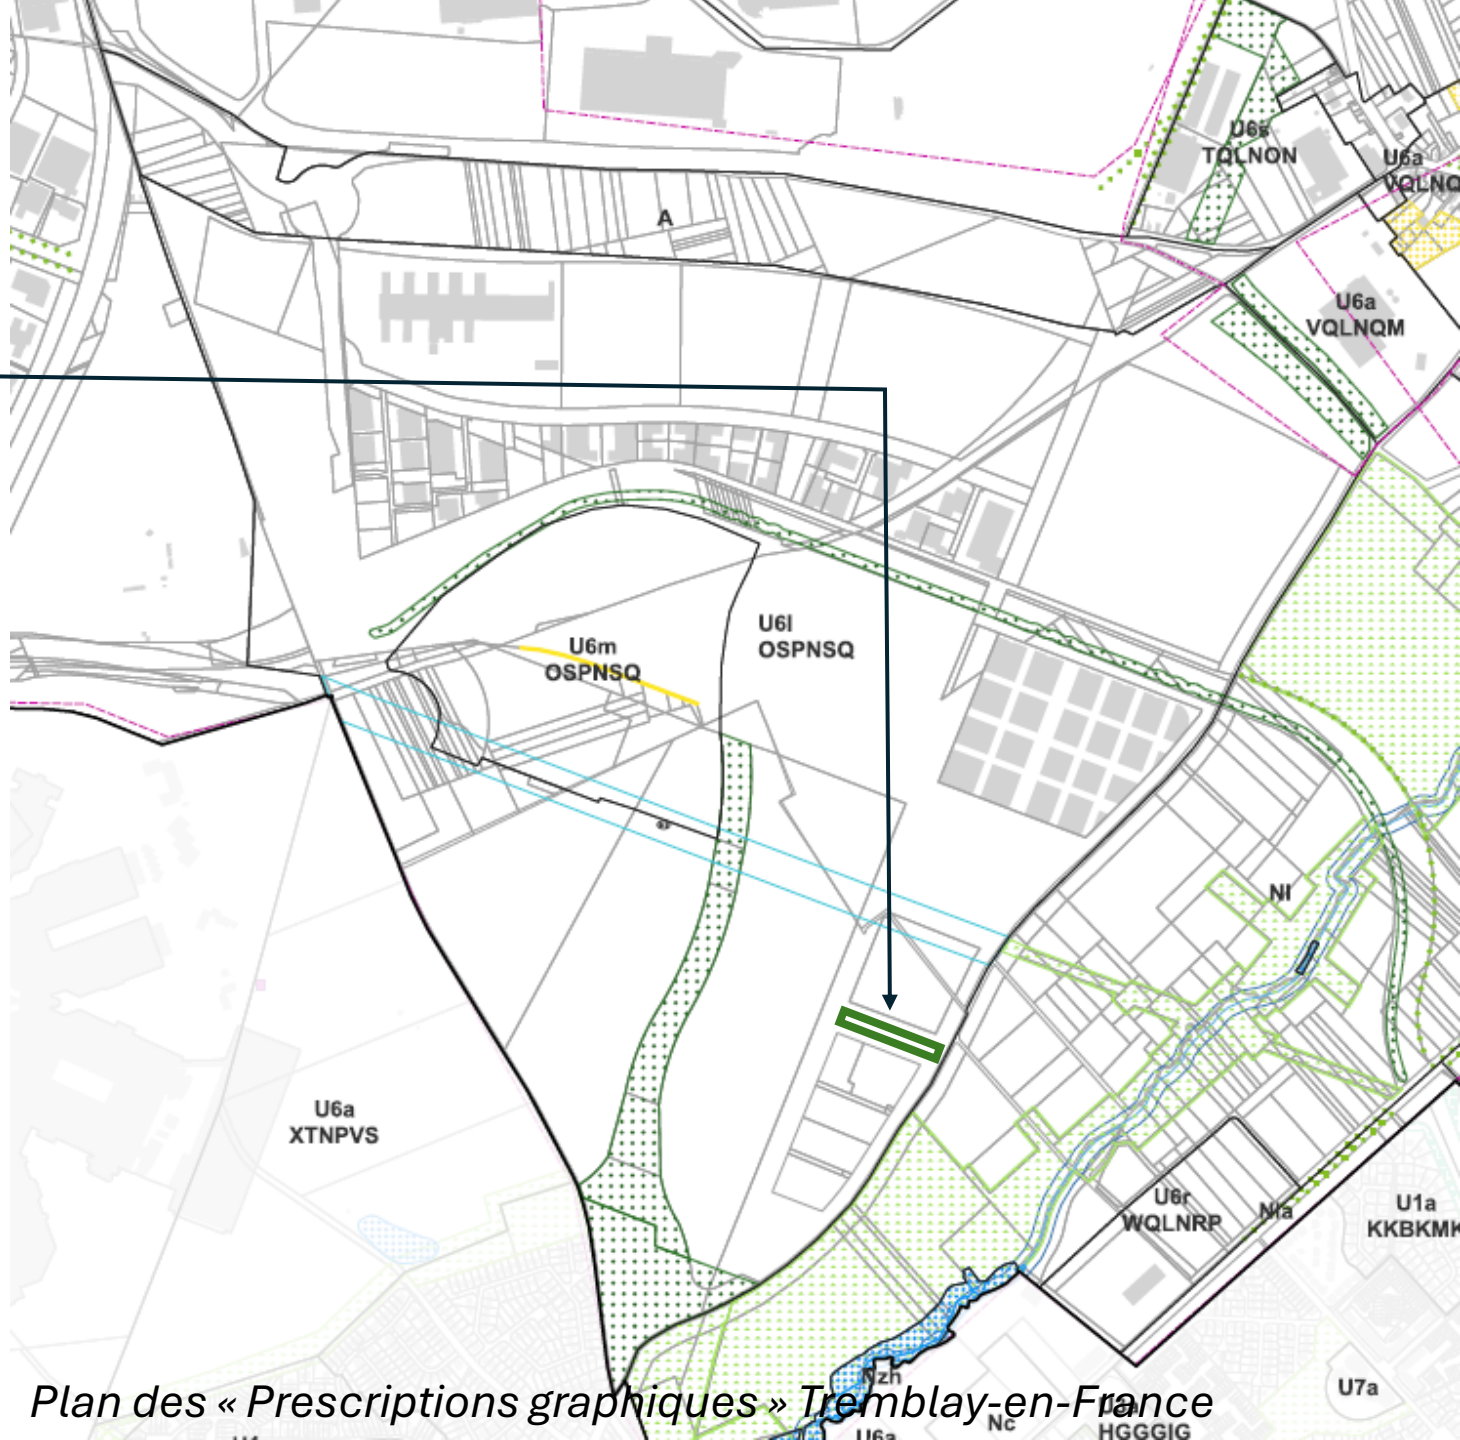 U6s
TQLNON
U6a
VQLNQ
A
U6a
VQLNQM
U6l
OSPNSQ
U6m
OSPNSQ
Nl
U6a
XTNPVS
U6r
WQLNRP
Nla
U1a
KKBKMK
Nzh
U7a
Plan des « Prescriptions graphiques » Tremblay-en-France
Nc
HGGGIG
U6a